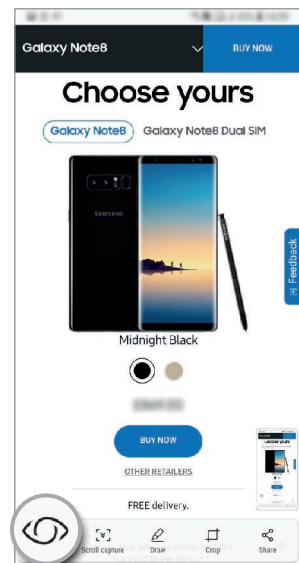 Galaxy Note8
BUY NOW
Choose yours
Galaxy Note8 Galaxy Note8 Dual SIM
SAMSUNG
Feedback
Midnight Black
BUY NOW
OTHER RETAILERS
FREE delivery.
Scroll capture Draw Crop Share